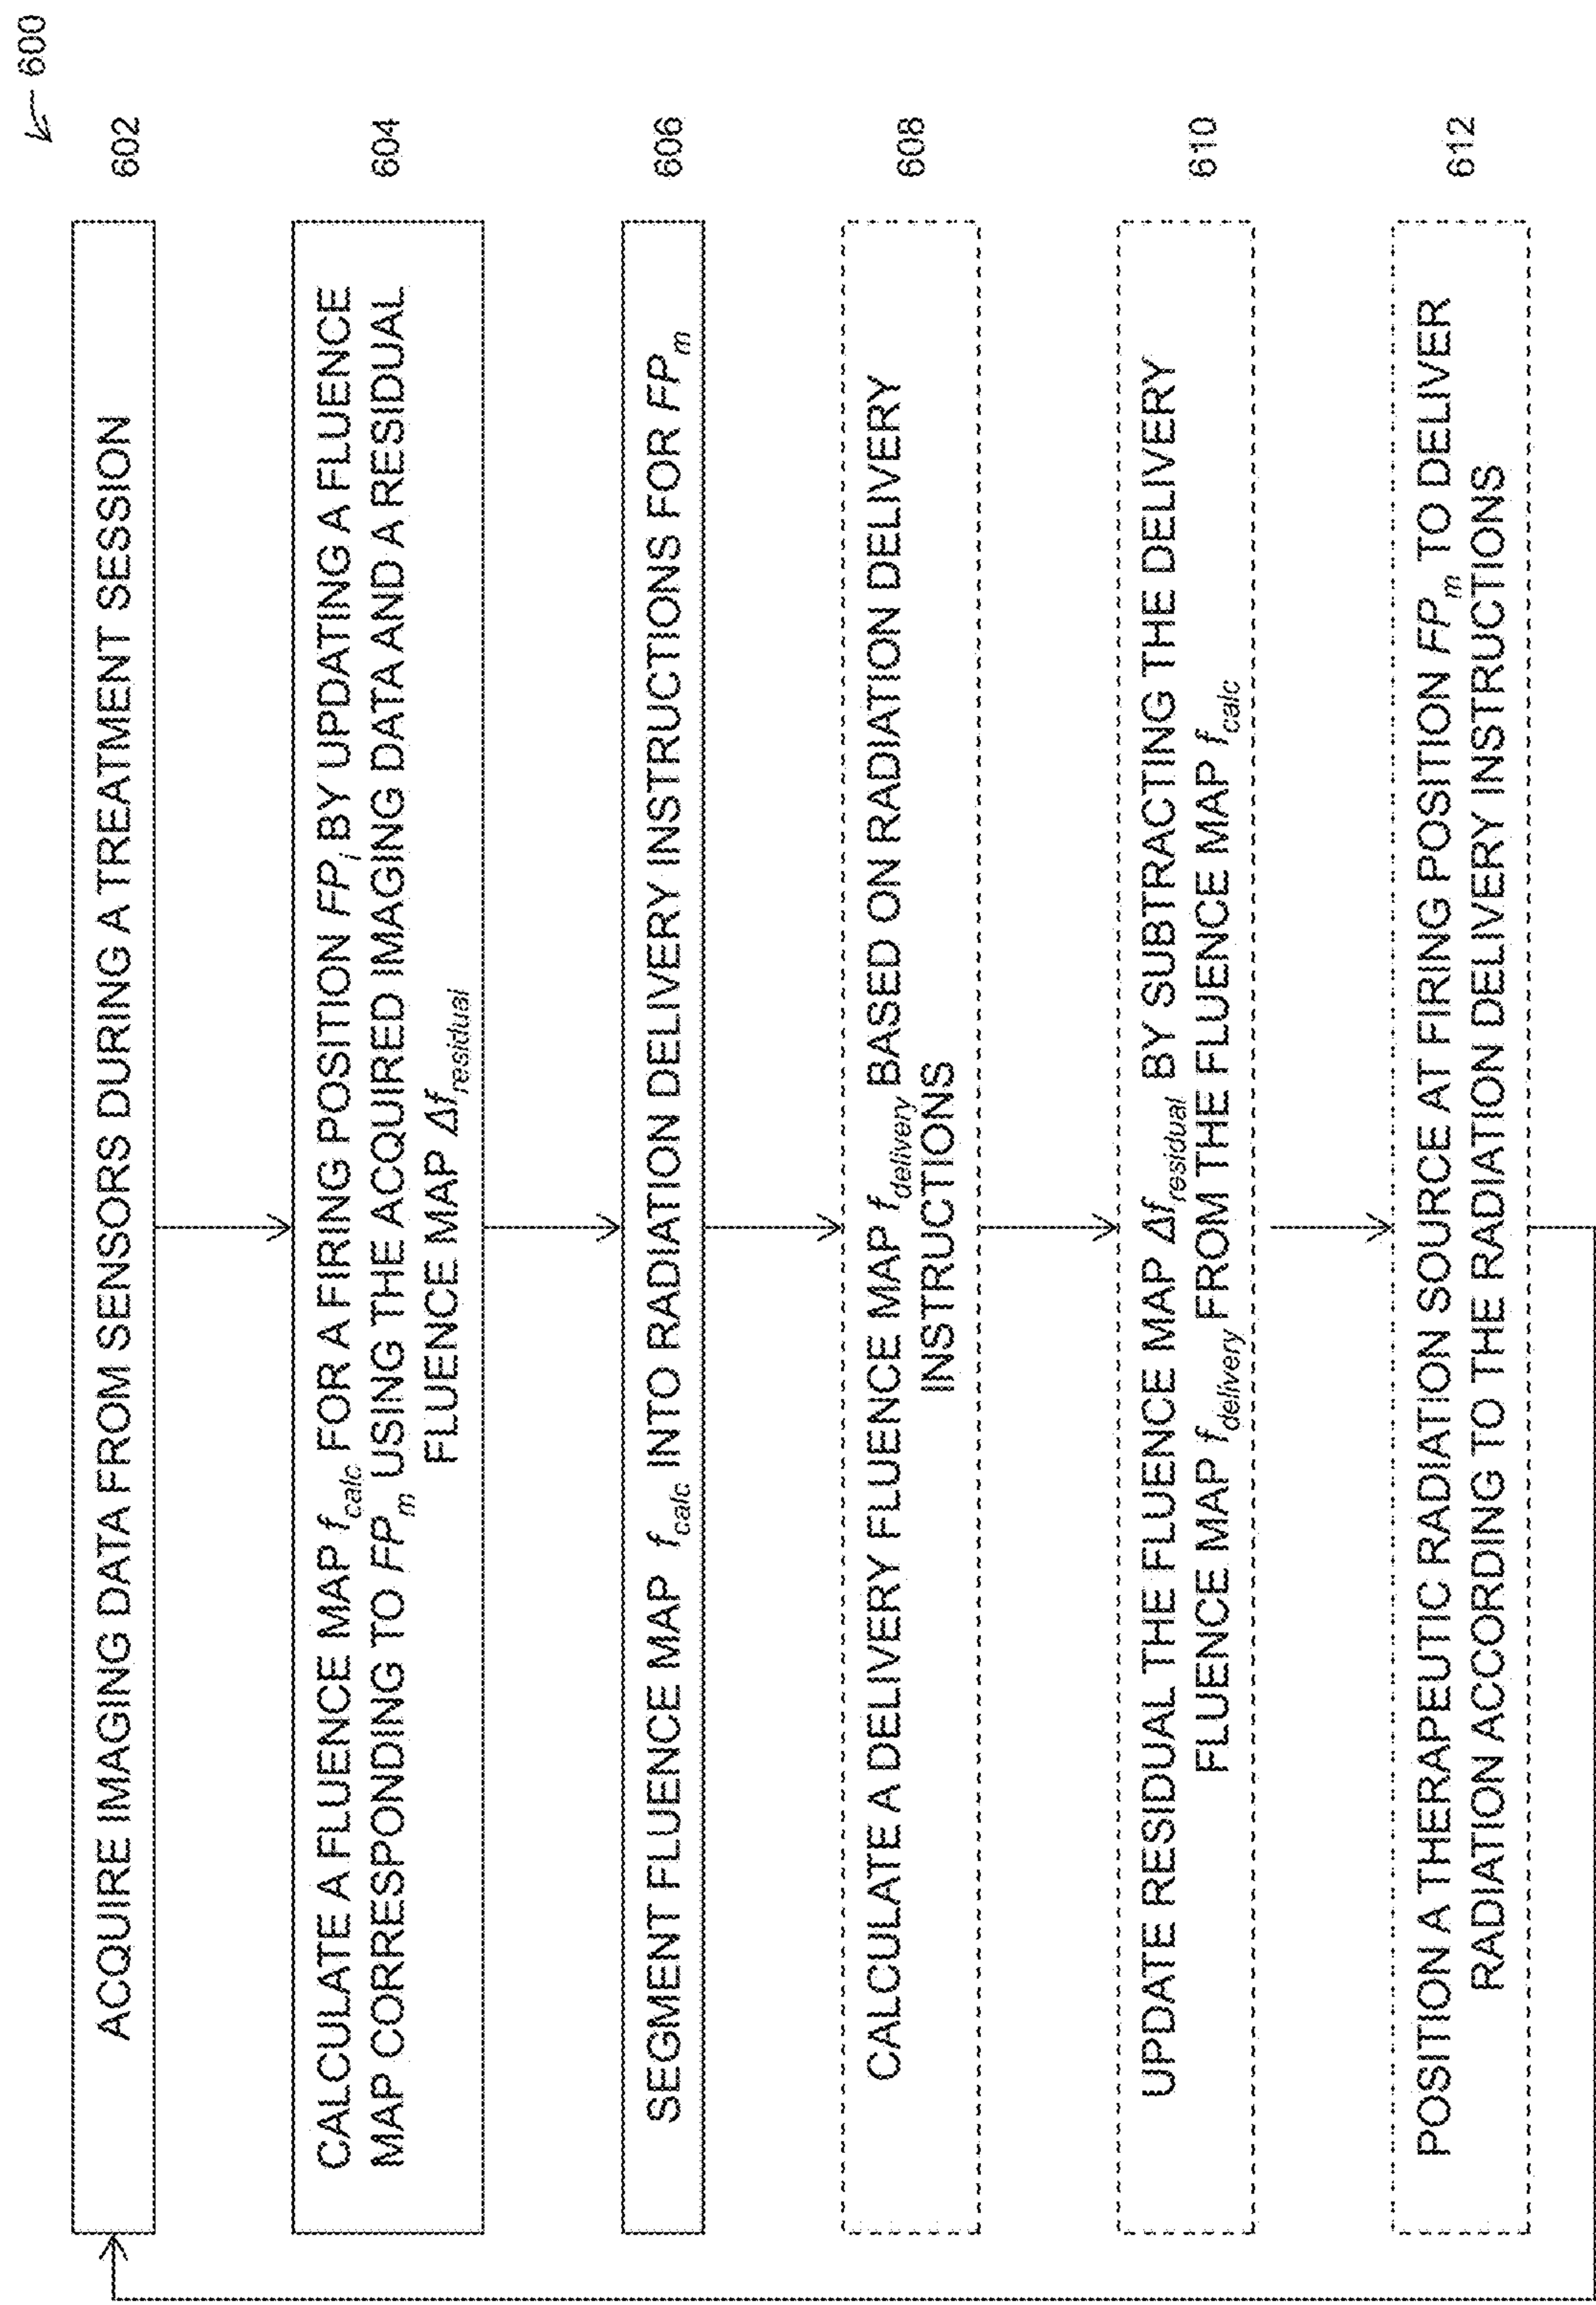 600
ACQUIRE IMAGING DATA FROM SENSORS DURING A TREATMENT SESSION
602
CALCULATE A FLUENCE MAP f_calc FOR A FIRING POSITION FP_i BY UPDATING A FLUENCE
MAP CORRESPONDING TO FP_m USING THE ACQUIRED IMAGING DATA AND A RESIDUAL
FLUENCE MAP Δf_residual
604
SEGMENT FLUENCE MAP f_calc INTO RADIATION DELIVERY INSTRUCTIONS FOR FP_m
606
CALCULATE A DELIVERY FLUENCE MAP f_delivery BASED ON RADIATION DELIVERY
INSTRUCTIONS
608
UPDATE RESIDUAL THE FLUENCE MAP Δf_residual BY SUBTRACTING THE DELIVERY
FLUENCE MAP f_delivery FROM THE FLUENCE MAP f_calc
610
POSITION A THERAPEUTIC RADIATION SOURCE AT FIRING POSITION FP_m TO DELIVER
RADIATION ACCORDING TO THE RADIATION DELIVERY INSTRUCTIONS
612